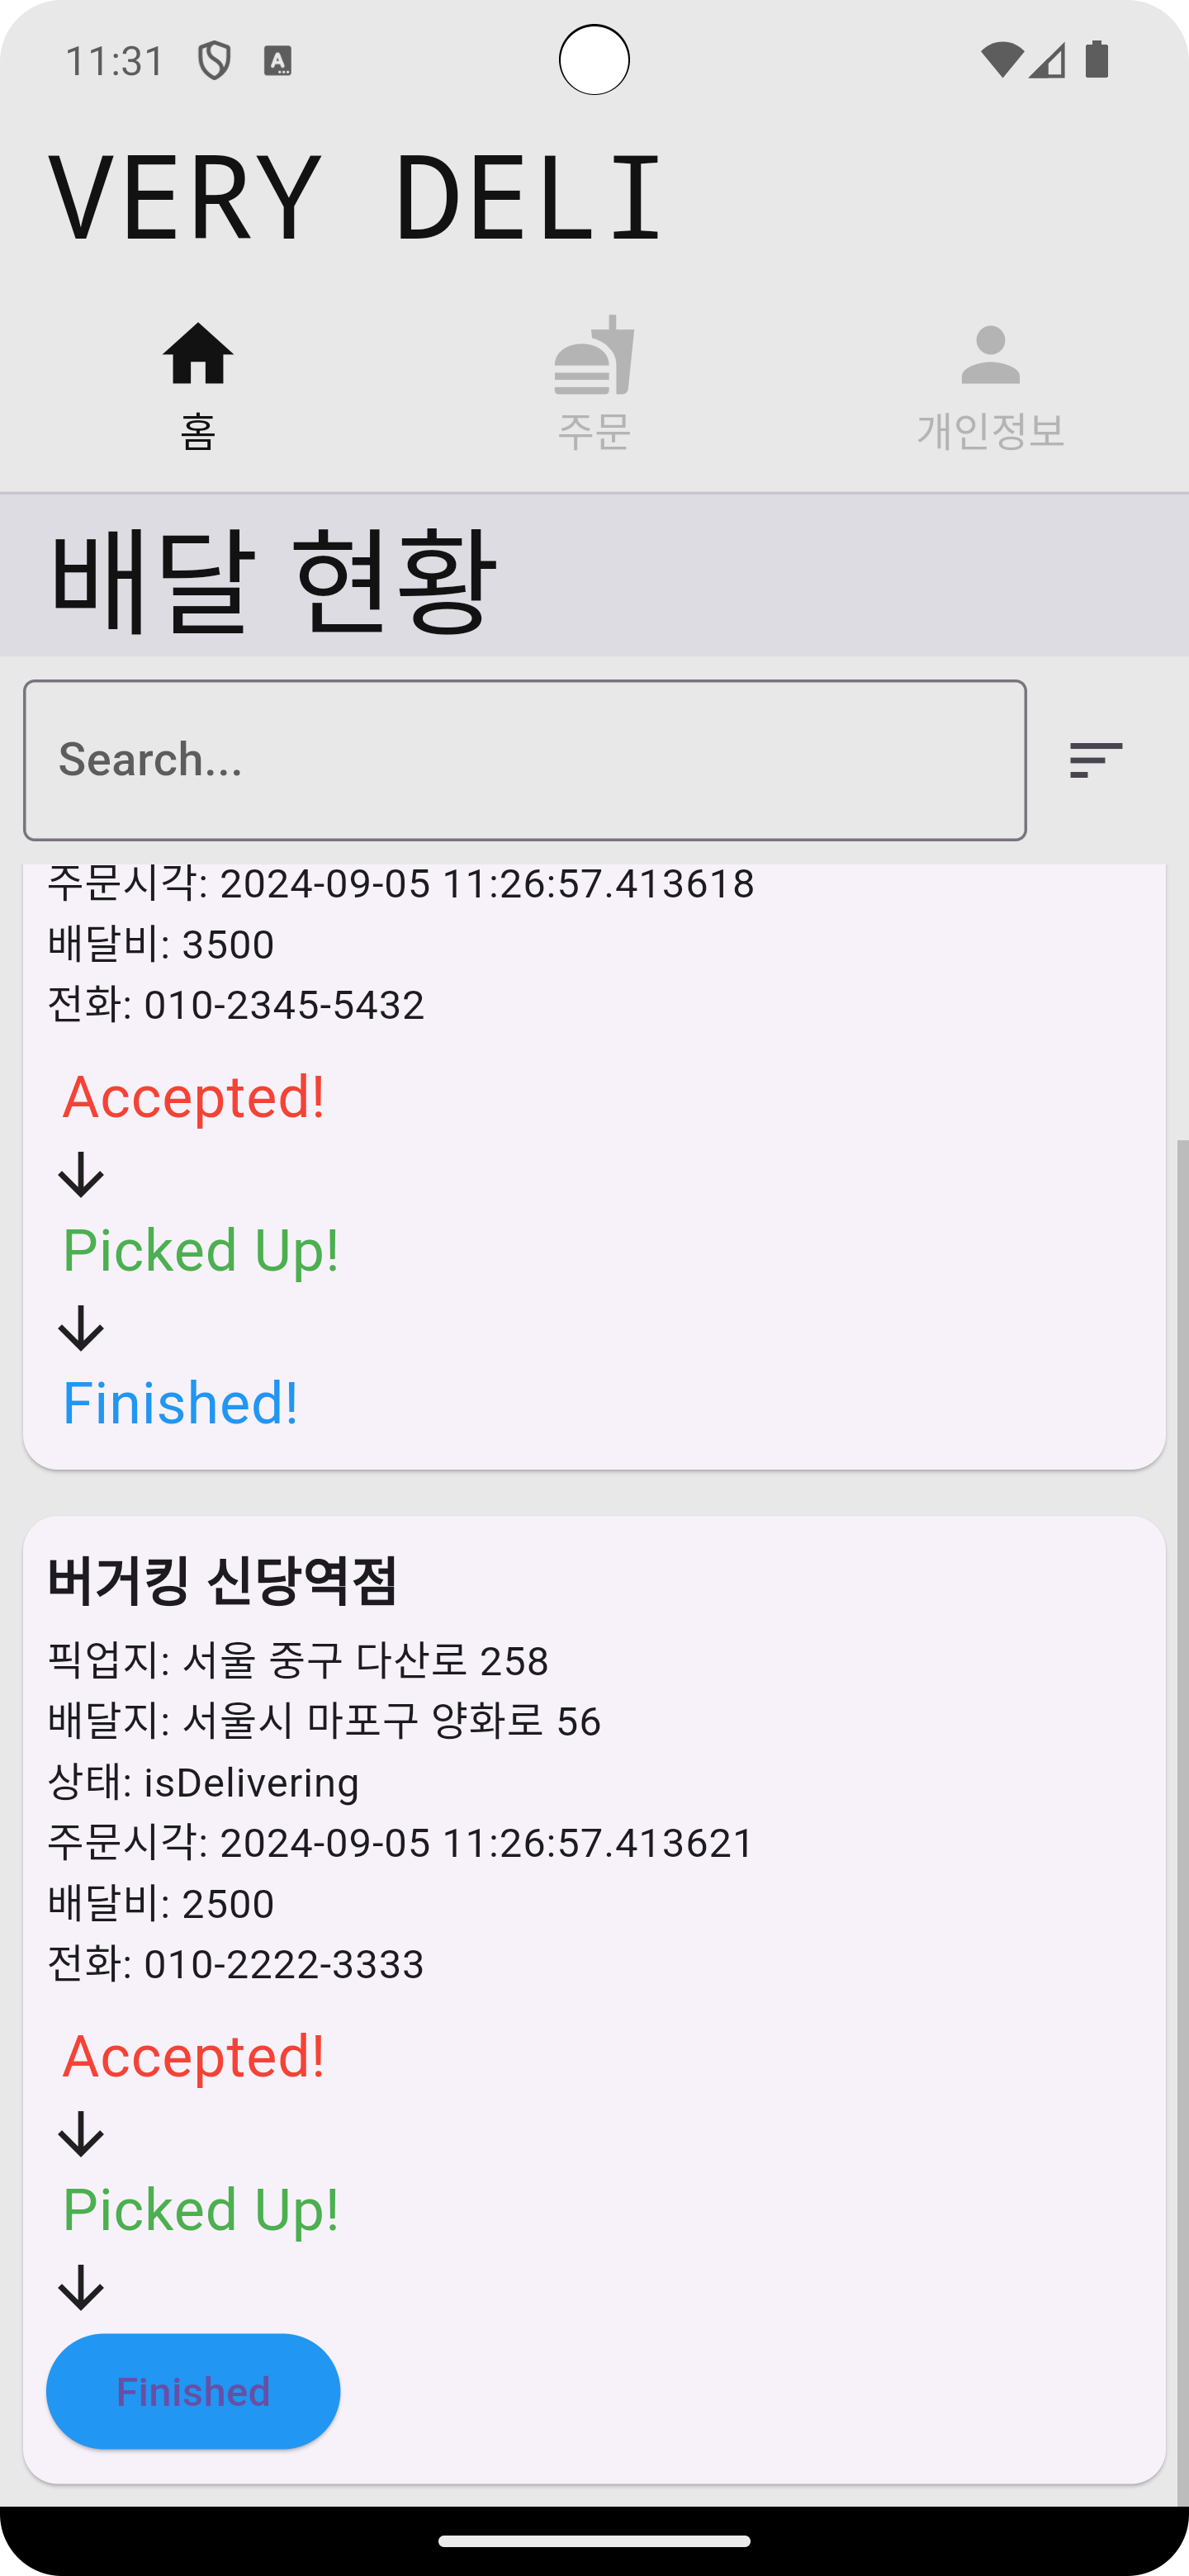 11:31
VERY DELI
홈
주문
개인정보
배달 현황
Search...
주문시각: 2024-09-05 11:26:57.413618
배달비: 3500
전화: 010-2345-5432
Accepted!
Picked Up!
Finished!
버거킹 신당역점
픽업지: 서울 중구 다산로 258
배달지: 서울시 마포구 양화로 56
상태: isDelivering
주문시각: 2024-09-05 11:26:57.413621
배달비: 2500
전화: 010-2222-3333
Accepted!
Picked Up!
Finished